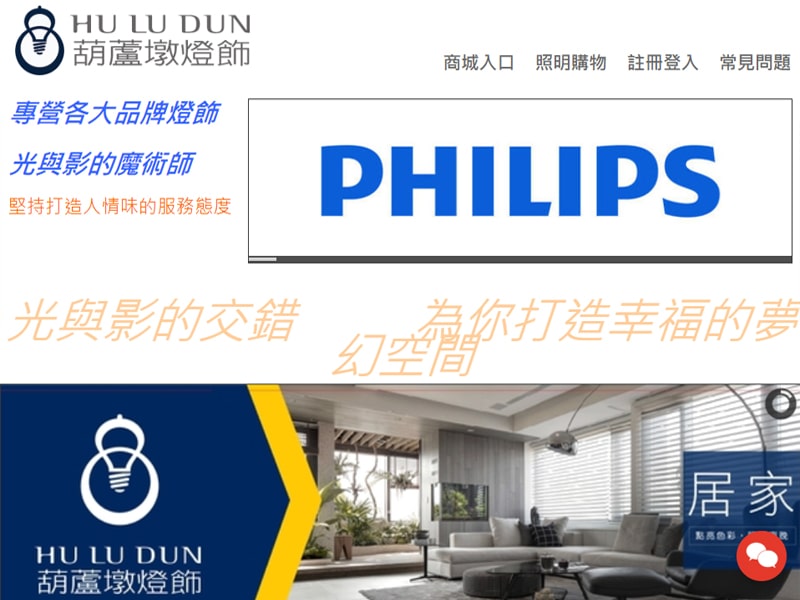 HU LU DUN
葫蘆墩燈飾
商城入口 照明購物 註冊登入 常見問題
專營各大品牌燈飾
光與影的魔術師
堅持打造人情味的服務態度
PHILIPS
光與影的交錯 為你打造幸福的夢
幻空間
HU LU DUN
葫蘆墩燈飾
居家
點亮色彩